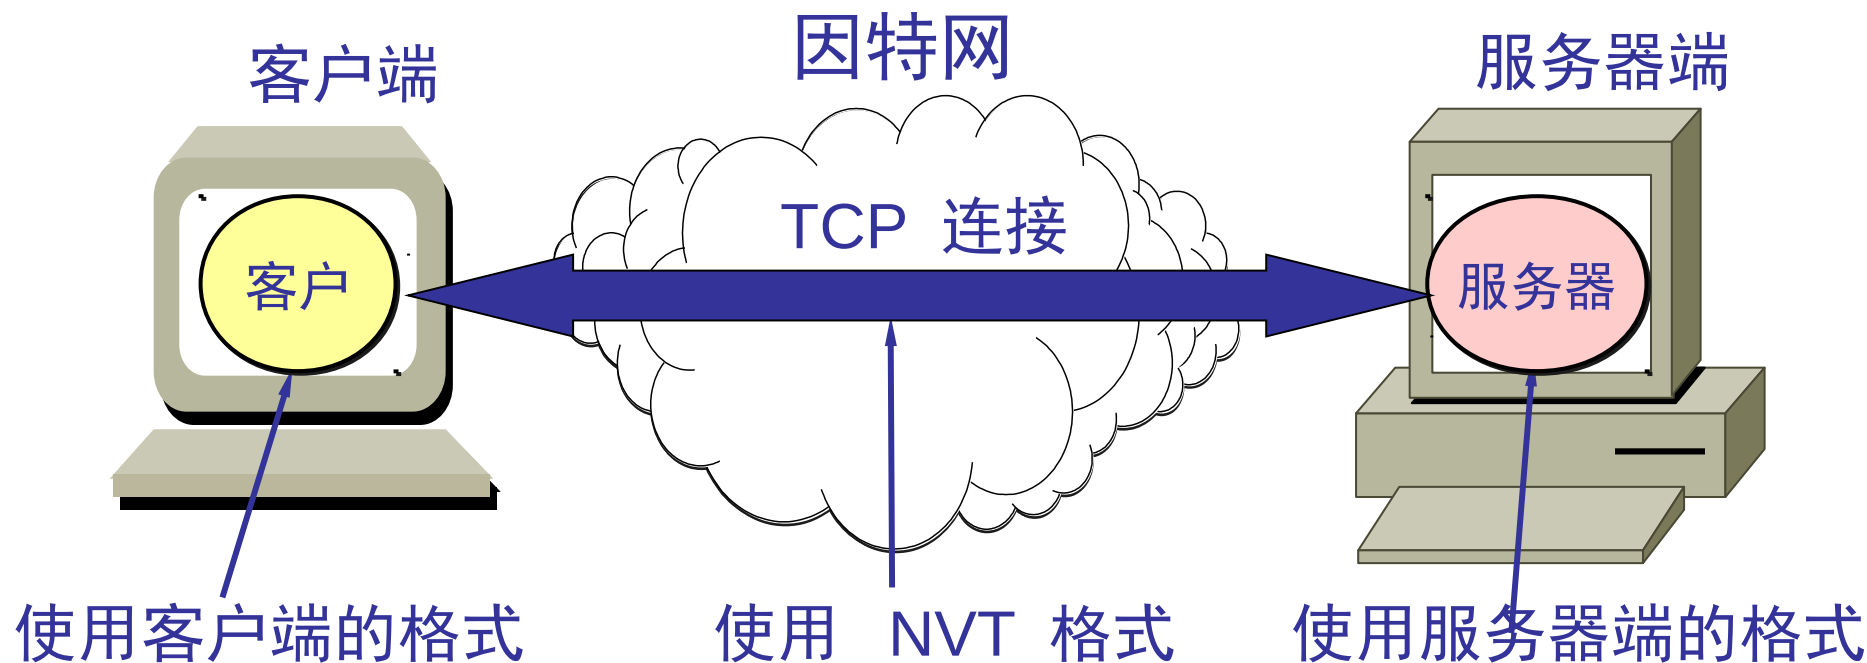 因特网
客户端
服务器端
TCP 连接
客户
服务器
使用客户端的格式
使用 NVT 格式
使用服务器端的格式